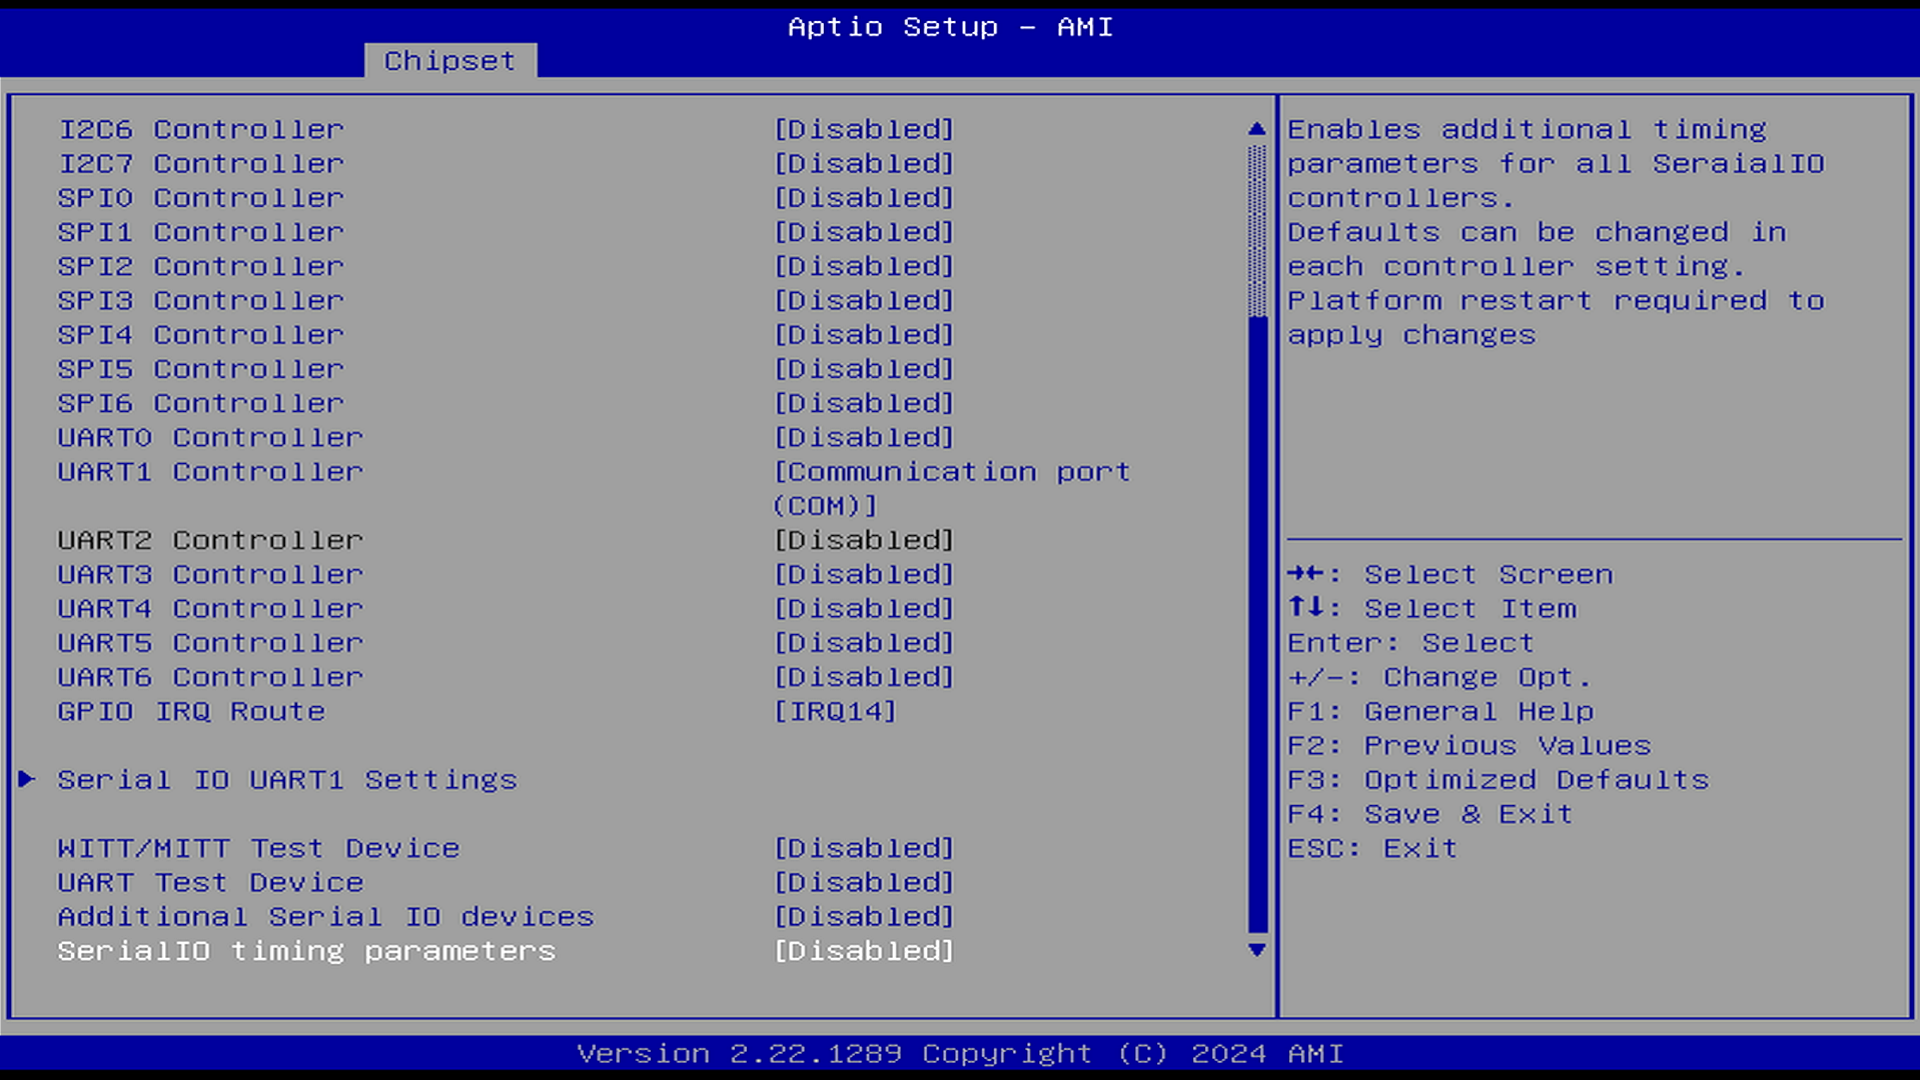 Aptio Setup – AMI
Chipset
I2C6 Controller [Disabled]
I2C7 Controller [Disabled]
SPI0 Controller [Disabled]
SPI1 Controller [Disabled]
SPI2 Controller [Disabled]
SPI3 Controller [Disabled]
SPI4 Controller [Disabled]
SPI5 Controller [Disabled]
SPI6 Controller [Disabled]
UART0 Controller [Disabled]
UART1 Controller [Communication port
(COM)]
UART2 Controller [Disabled]
UART3 Controller [Disabled]
UART4 Controller [Disabled]
UART5 Controller [Disabled]
UART6 Controller [Disabled]
GPIO IRQ Route [IRQ14]
Serial IO UART1 Settings
WITT/MITT Test Device [Disabled]
UART Test Device [Disabled]
Additional Serial IO devices [Disabled]
SerialIO timing parameters [Disabled]
Enables additional timing
parameters for all SeraialIO
controllers.
Defaults can be changed in
each controller setting.
Platform restart required to
apply changes
→←: Select Screen
↑↓: Select Item
Enter: Select
+/-: Change Opt.
F1: General Help
F2: Previous Values
F3: Optimized Defaults
F4: Save & Exit
ESC: Exit
Version 2.22.1289 Copyright (C) 2024 AMI